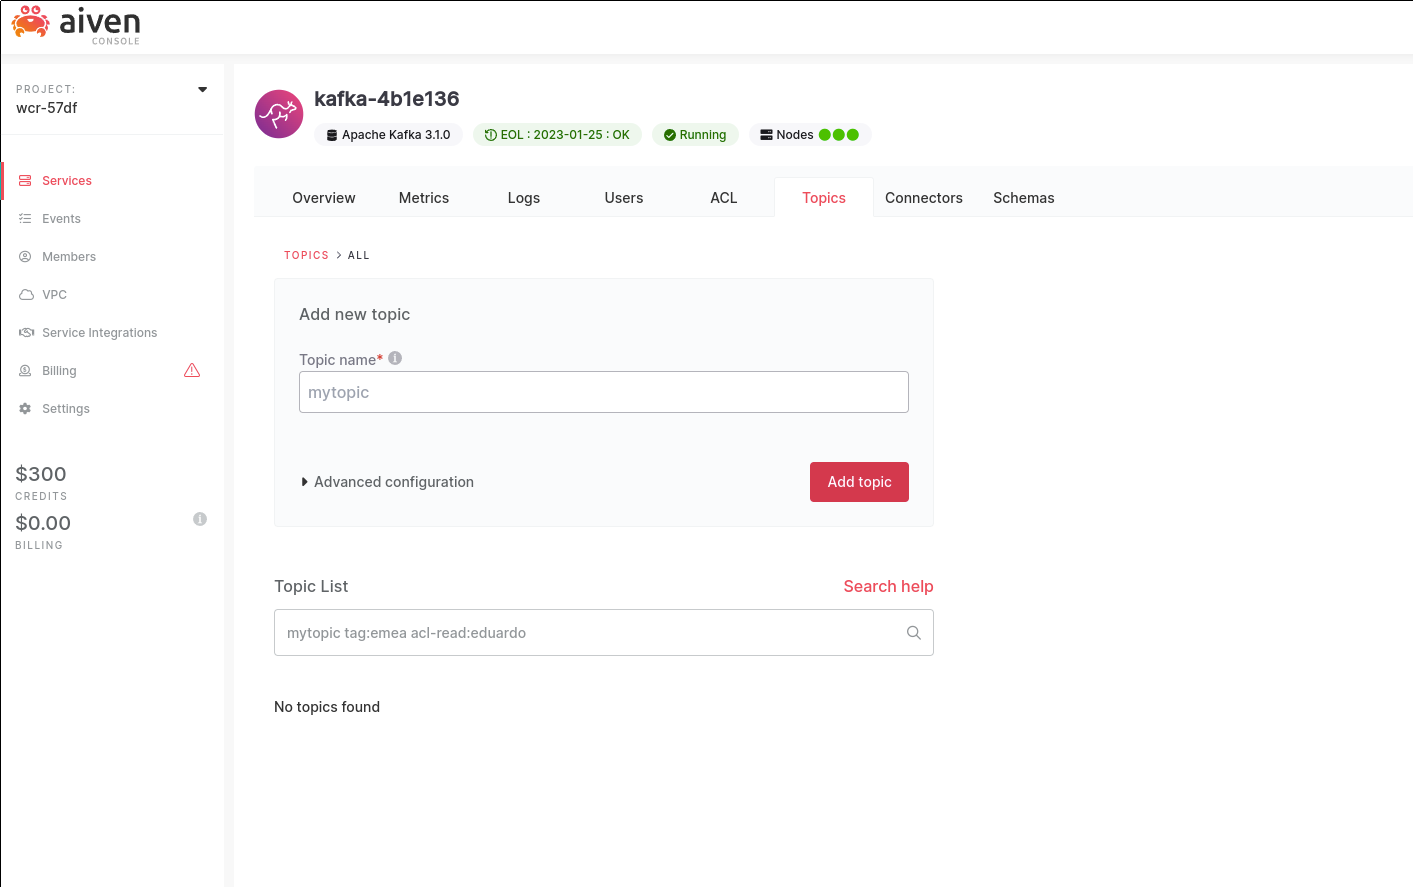 aiven
CONSOLE
PROJECT:
wcr-57df
Services
Events
Members
VPC
Service Integrations
Billing
Settings
$300
CREDITS
$0.00
BILLING
kafka-4b1e136
Apache Kafka 3.1.0
EOL : 2023-01-25 : OK
Running
Nodes
Overview
Metrics
Logs
Users
ACL
Topics
Connectors
Schemas
TOPICS > ALL
Add new topic
Topic name*
mytopic
Advanced configuration
Add topic
Topic List
Search help
mytopic tag:emea acl-read:eduardo
No topics found